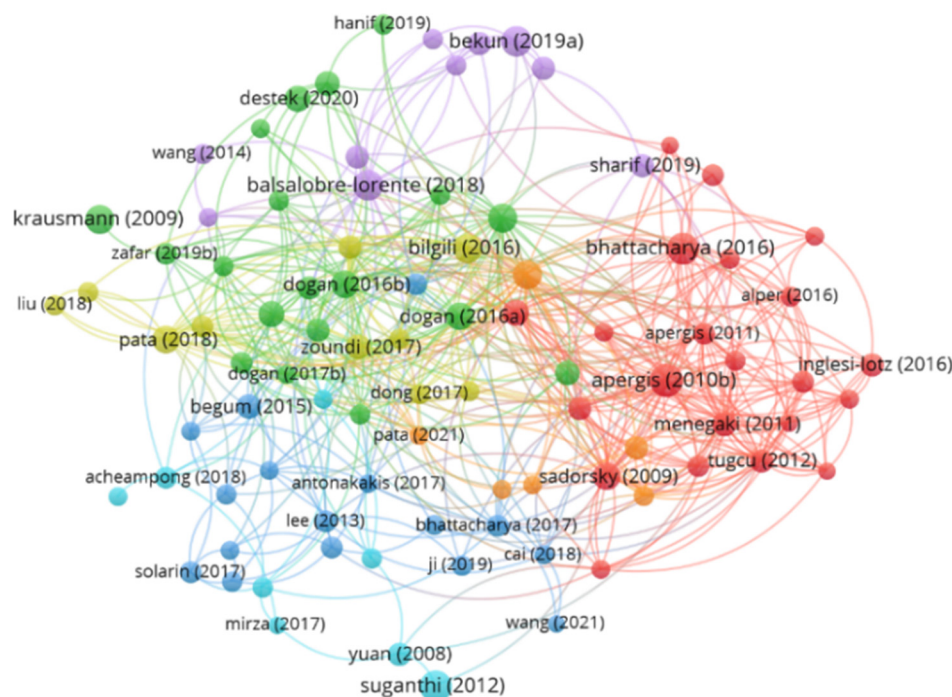 hanif (2019)
bekun (2019a)
destek (2020)
wang (2014)
sharif (2019)
balsalobre-lorente (2018)
krausmann (2009)
zafar (2019b)
bilgili (2016)
bhattacharya (2016)
liu (2018)
dogan (2016b)
alper (2016)
dogan (2016a)
apergis (2011)
pata (2018)
zoundi (2017)
inglesi-lotz (2016)
dogan (2017b)
apergis (2010b)
dong (2017)
begum (2015)
menegaki (2011)
pata (2021)
tugcu (2012)
acheampong (2018)
antonakakis (2017)
sadorsky (2009)
lee (2013)
bhattacharya (2017)
cai (2018)
ji (2019)
solarin (2017)
mirza (2017)
wang (2021)
yuan (2008)
suganthi (2012)